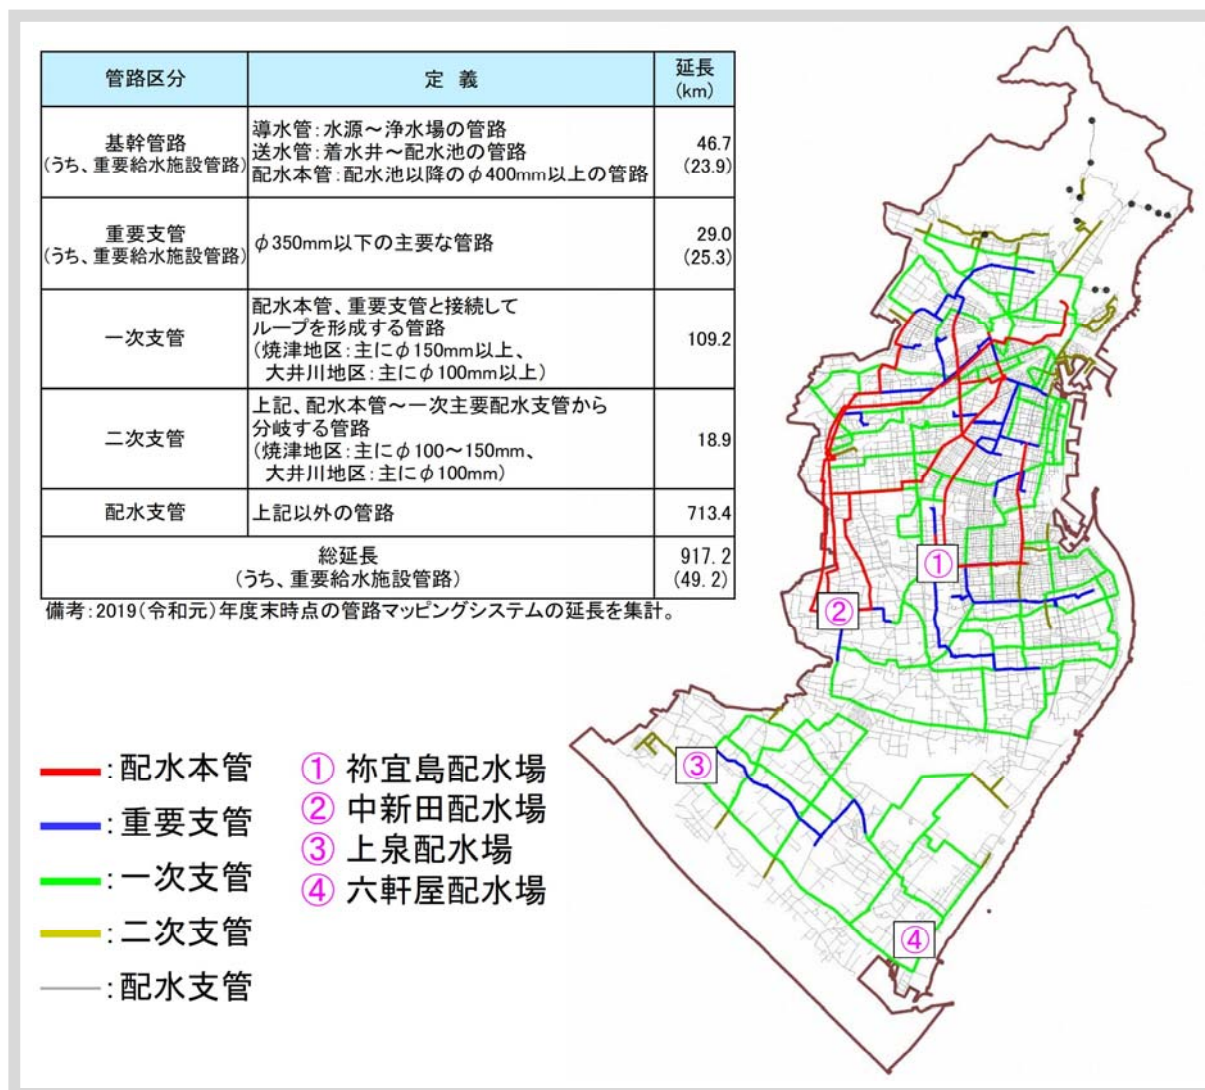 管路区分 定 義 延長
(km)
基幹管路
(うち、重要給水施設管路)
導水管:水源～浄水場の管路
送水管:着水井～配水池の管路
配水本管:配水池以降のφ400mm以上の管路
46.7
(23.9)
重要支管
(うち、重要給水施設管路)
φ350mm以下の主要な管路
29.0
(25.3)
一次支管
配水本管、重要支管と接続して
ループを形成する管路
(焼津地区:主にφ150mm以上、
大井川地区:主にφ100mm以上)
109.2
二次支管
上記、配水本管～一次主要配水支管から
分岐する管路
(焼津地区:主にφ100～150mm、
大井川地区:主にφ100mm)
18.9
配水支管 上記以外の管路 713.4
総延長
(うち、重要給水施設管路)
917.2
(49.2)
備考:2019(令和元)年度末時点の管路マッピングシステムの延長を集計。
:配水本管
:重要支管
:一次支管
:二次支管
:配水支管
① 祢宜島配水場
② 中新田配水場
③ 上泉配水場
④ 六軒屋配水場
①
②
③
④